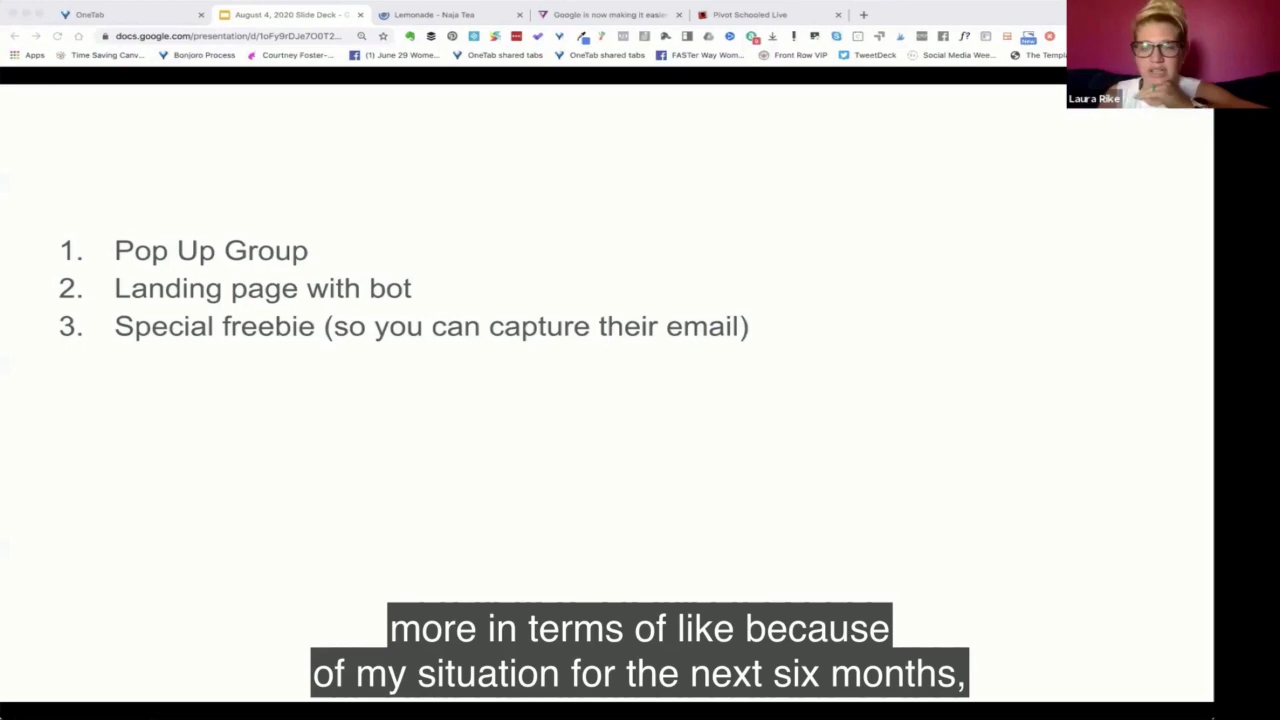 OneTab
August 4, 2020 Slide Deck - G
Lemonade - Naja Tea
Google is now making it easier
Pivot Schooled Live
docs.google.com/presentation/d/1oFy9rDJe7O0T2...
New
Apps
Time Saving Canv...
Bonjoro Process
Courtney Foster-...
(1) June 29 Wome...
OneTab shared tabs
OneTab shared tabs
FASTer Way Wom...
Front Row VIP
TweetDeck
Social Media Wee...
The Templ
Laura Rike
1. Pop Up Group
2. Landing page with bot
3. Special freebie (so you can capture their email)
more in terms of like because
of my situation for the next six months,